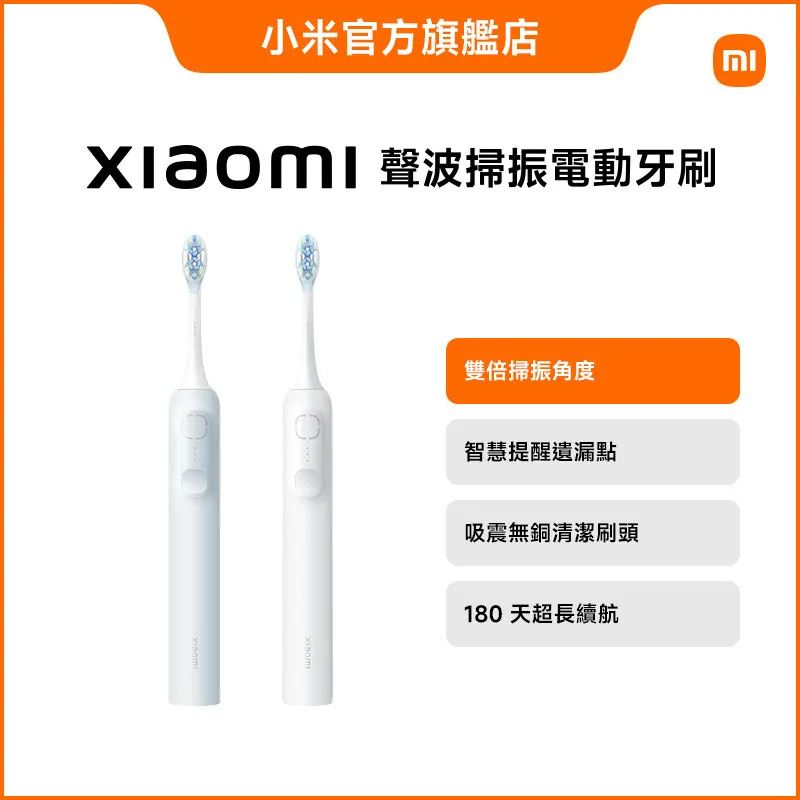 小米官方旗艦店
mi
xiaomi 聲波掃振電動牙刷
雙倍掃振角度
智慧提醒遺漏點
吸震無銅清潔刷頭
180 天超長續航
xiaomi
xiaomi